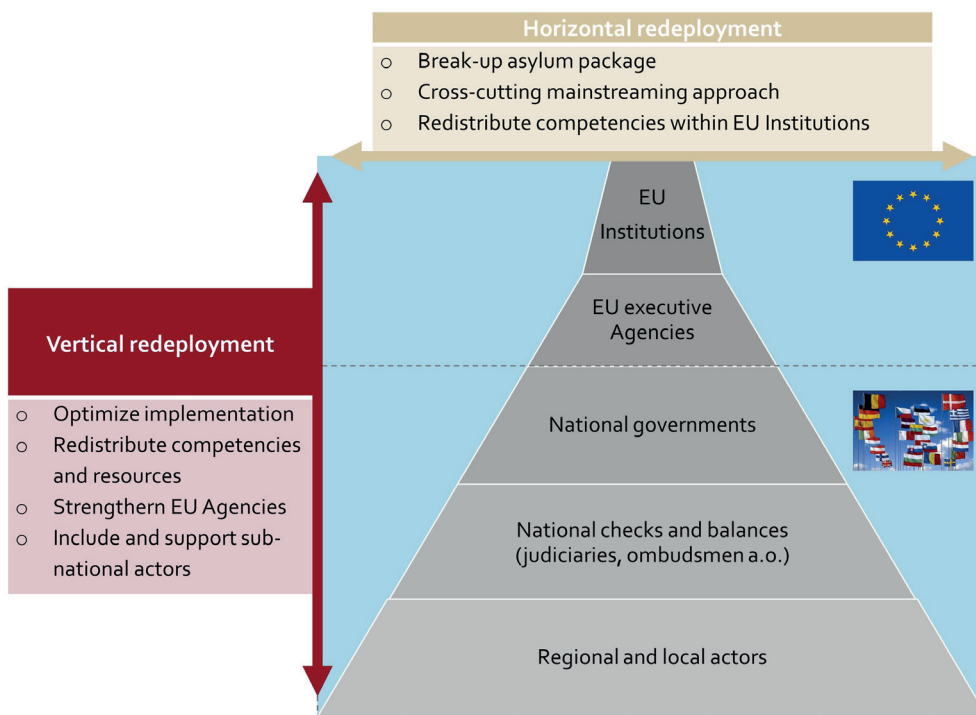 Horizontal redeployment
o Break-up asylum package
o Cross-cutting mainstreaming approach
o Redistribute competencies within EU Institutions
EU
Institutions
EU executive
Agencies
Vertical redeployment
o Optimize implementation
o Redistribute competencies
and resources
o Strengthern EU Agencies
o Include and support sub-
national actors
National governments
National checks and balances
(judiciaries, ombudsmen a.o.)
Regional and local actors